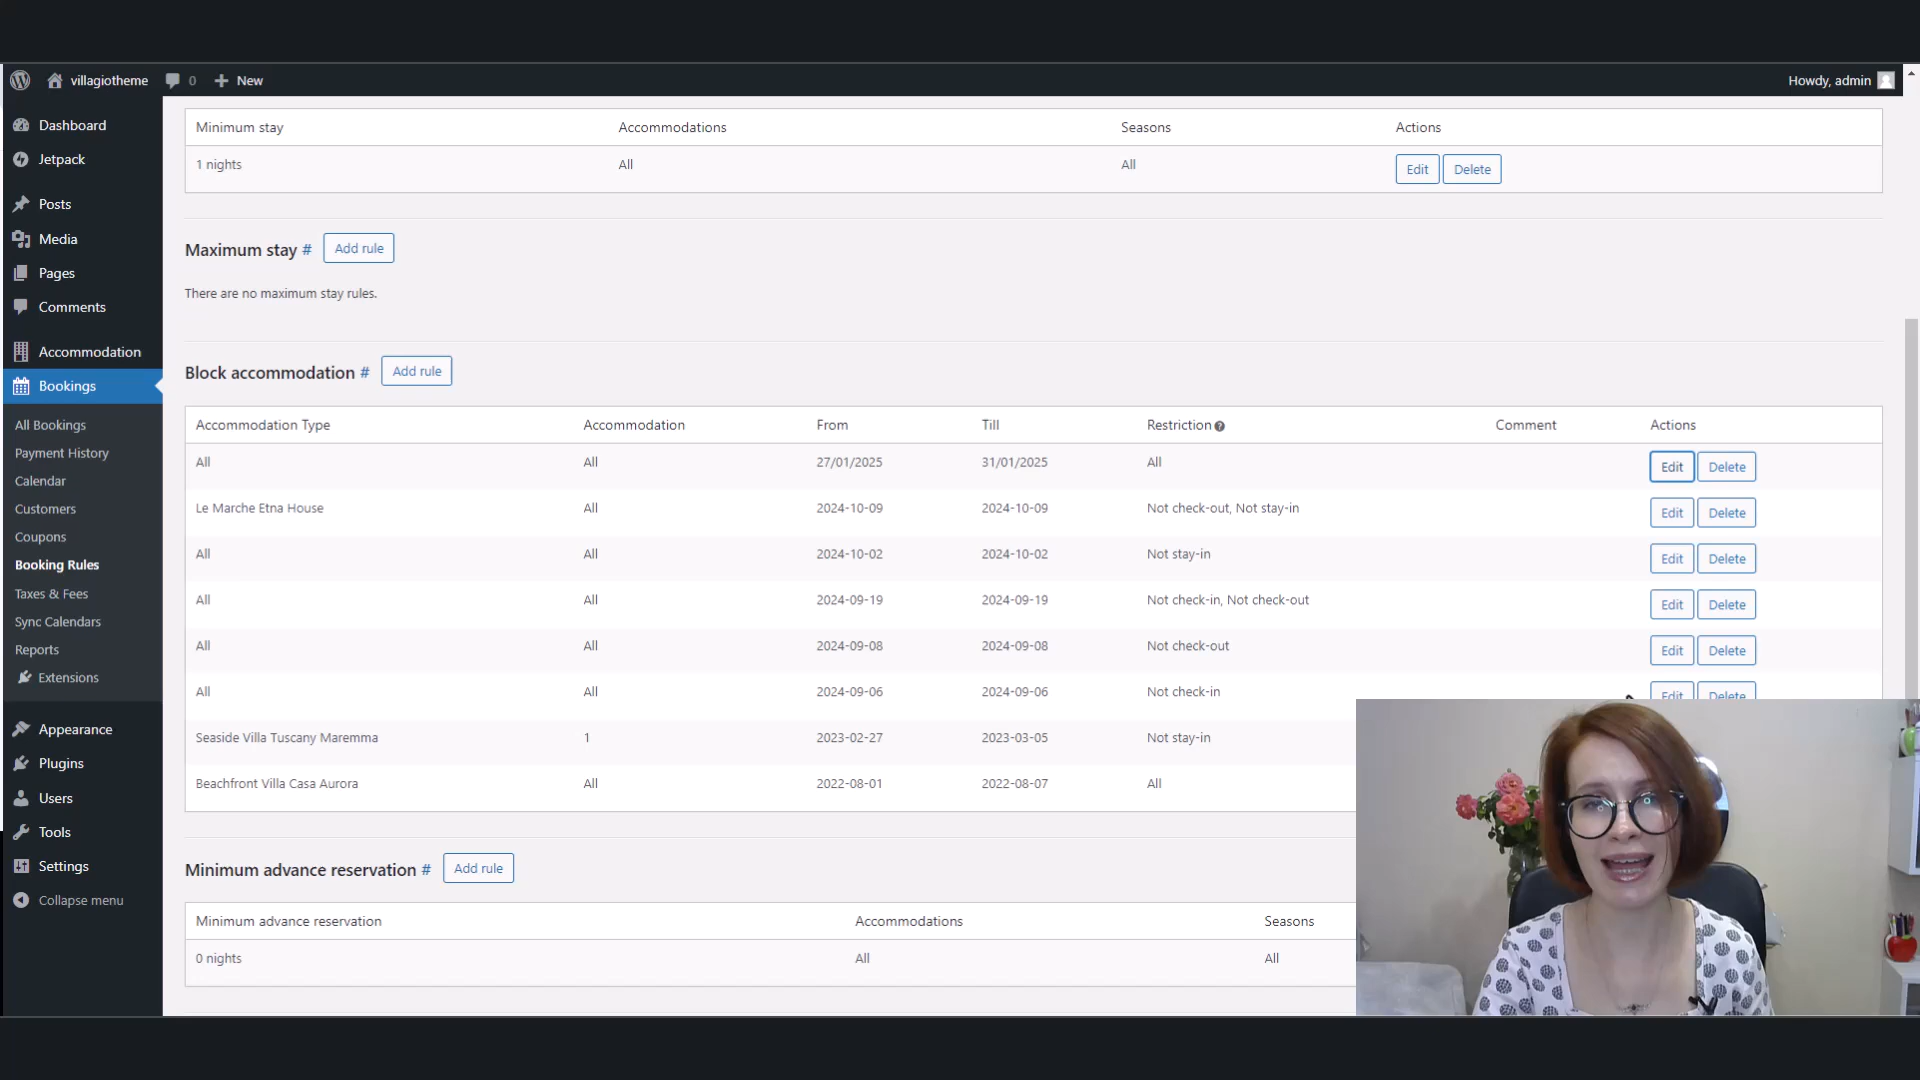 villagiotheme 0 New Howdy, admin
Dashboard
Jetpack
Posts
Media
Pages
Comments
Accommodation
Bookings
All Bookings
Payment History
Calendar
Customers
Coupons
Booking Rules
Taxes & Fees
Sync Calendars
Reports
Extensions
Appearance
Plugins
Users
Tools
Settings
Collapse menu
Minimum stay Accommodations Seasons Actions
1 nights All All Edit Delete
Maximum stay # Add rule
There are no maximum stay rules.
Block accommodation # Add rule
Accommodation Type Accommodation From Till Restriction ? Comment Actions
All All 27/01/2025 31/01/2025 All Edit Delete
Le Marche Etna House All 2024-10-09 2024-10-09 Not check-out, Not stay-in Edit Delete
All All 2024-10-02 2024-10-02 Not stay-in Edit Delete
All All 2024-09-19 2024-09-19 Not check-in, Not check-out Edit Delete
All All 2024-09-08 2024-09-08 Not check-out Edit Delete
All All 2024-09-06 2024-09-06 Not check-in Edit Delete
Seaside Villa Tuscany Maremma 1 2023-02-27 2023-03-05 Not stay-in
Beachfront Villa Casa Aurora All 2022-08-01 2022-08-07 All
Minimum advance reservation # Add rule
Minimum advance reservation Accommodations Seasons
0 nights All All